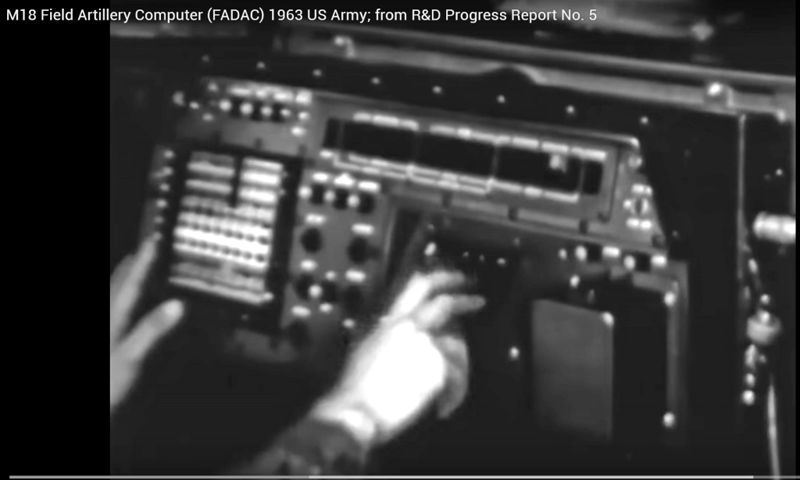 M18 Field Artillery Computer (FADAC) 1963 US Army; from R&D Progress Report No. 5